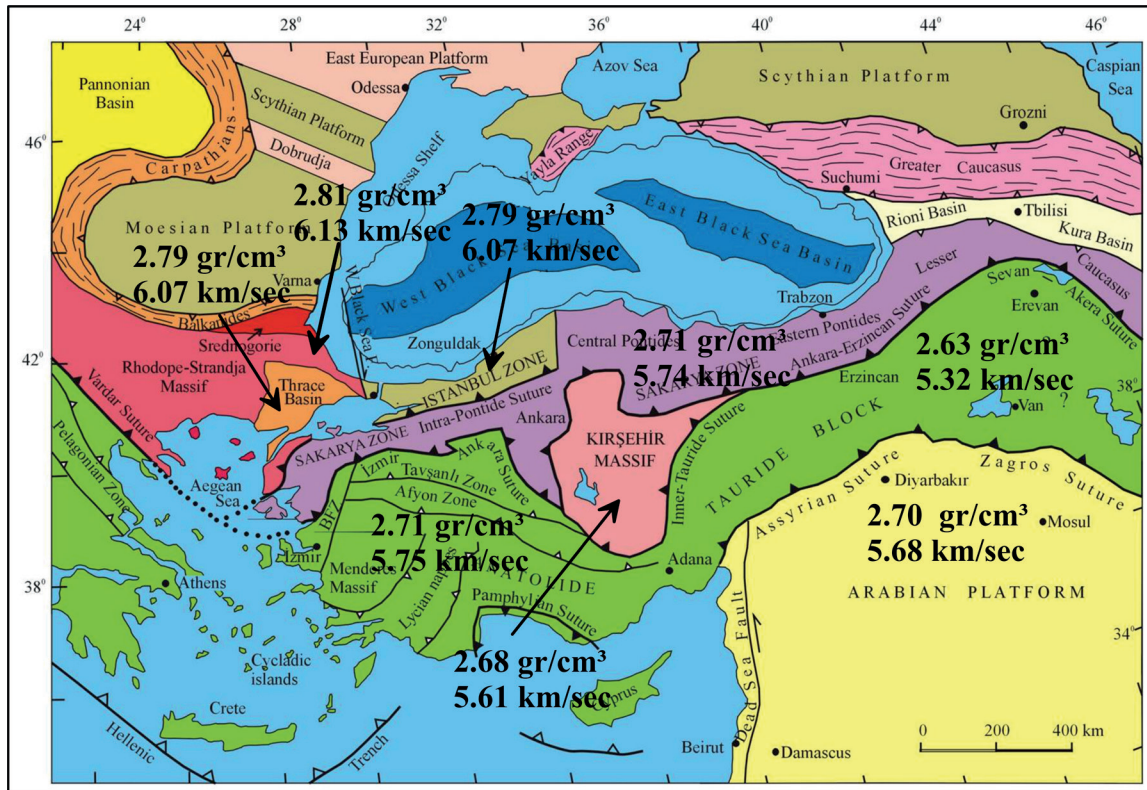 24° 28° 32° 36° 40° 44° 46°
East European Platform
Azov Sea
Scythian Platform
Caspian Sea
Pannonian Basin
Odessa
Scythian Platform
Grozni
46°
Dobrudja
Odessa Shelf
Yayla Range
Carpathians
Greater Caucasus
Suchumi
2.81 gr/cm³
6.13 km/sec
2.79 gr/cm³
6.07 km/sec
East Black Sea Basin
Rioni Basin
Tbilisi
Kura Basin
Moesian Platform
2.79 gr/cm³
6.07 km/sec
Varna
West Black Sea Ba
W.Black Sea F.
Lesser Caucasus
Sevan
Akera Suture
Erevan
Trabzon
Balkanides
Srednogorie
Zonguldak
Central Pontides
Eastern Pontides
2.71 gr/cm³
5.74 km/sec
SAKARYA ZONE
Ankara-Erzincan Suture
2.63 gr/cm³
5.32 km/sec
42°
Rhodope-Strandja Massif
Thrace Basin
ISTANBUL ZONE
Erzincan
38°
Van
?
?
Vardar Suture
Intra-Pontide Suture
SAKARYA ZONE
Ankara
KIRŞEHİR MASSIF
TAURIDE BLOCK
Pelagonian Zone
İzmir
Ankara Suture
Tavşanlı Zone
Afyon Zone
Inner-Tauride Suture
Assyrian Suture
Zagros Suture
Diyarbakır
Aegean Sea
BFZ
2.71 gr/cm³
5.75 km/sec
2.70 gr/cm³
5.68 km/sec
Mosul
İzmir
Menderes Massif
Lycian nappes
ANATOLIDE
Adana
38°
Athens
Pamphylian Suture
ARABIAN PLATFORM
34°
2.68 gr/cm³
5.61 km/sec
Cycladic islands
Cyprus
Dead Sea Fault
Crete
Hellenic Trench
Beirut
Damascus
0 200 400 km